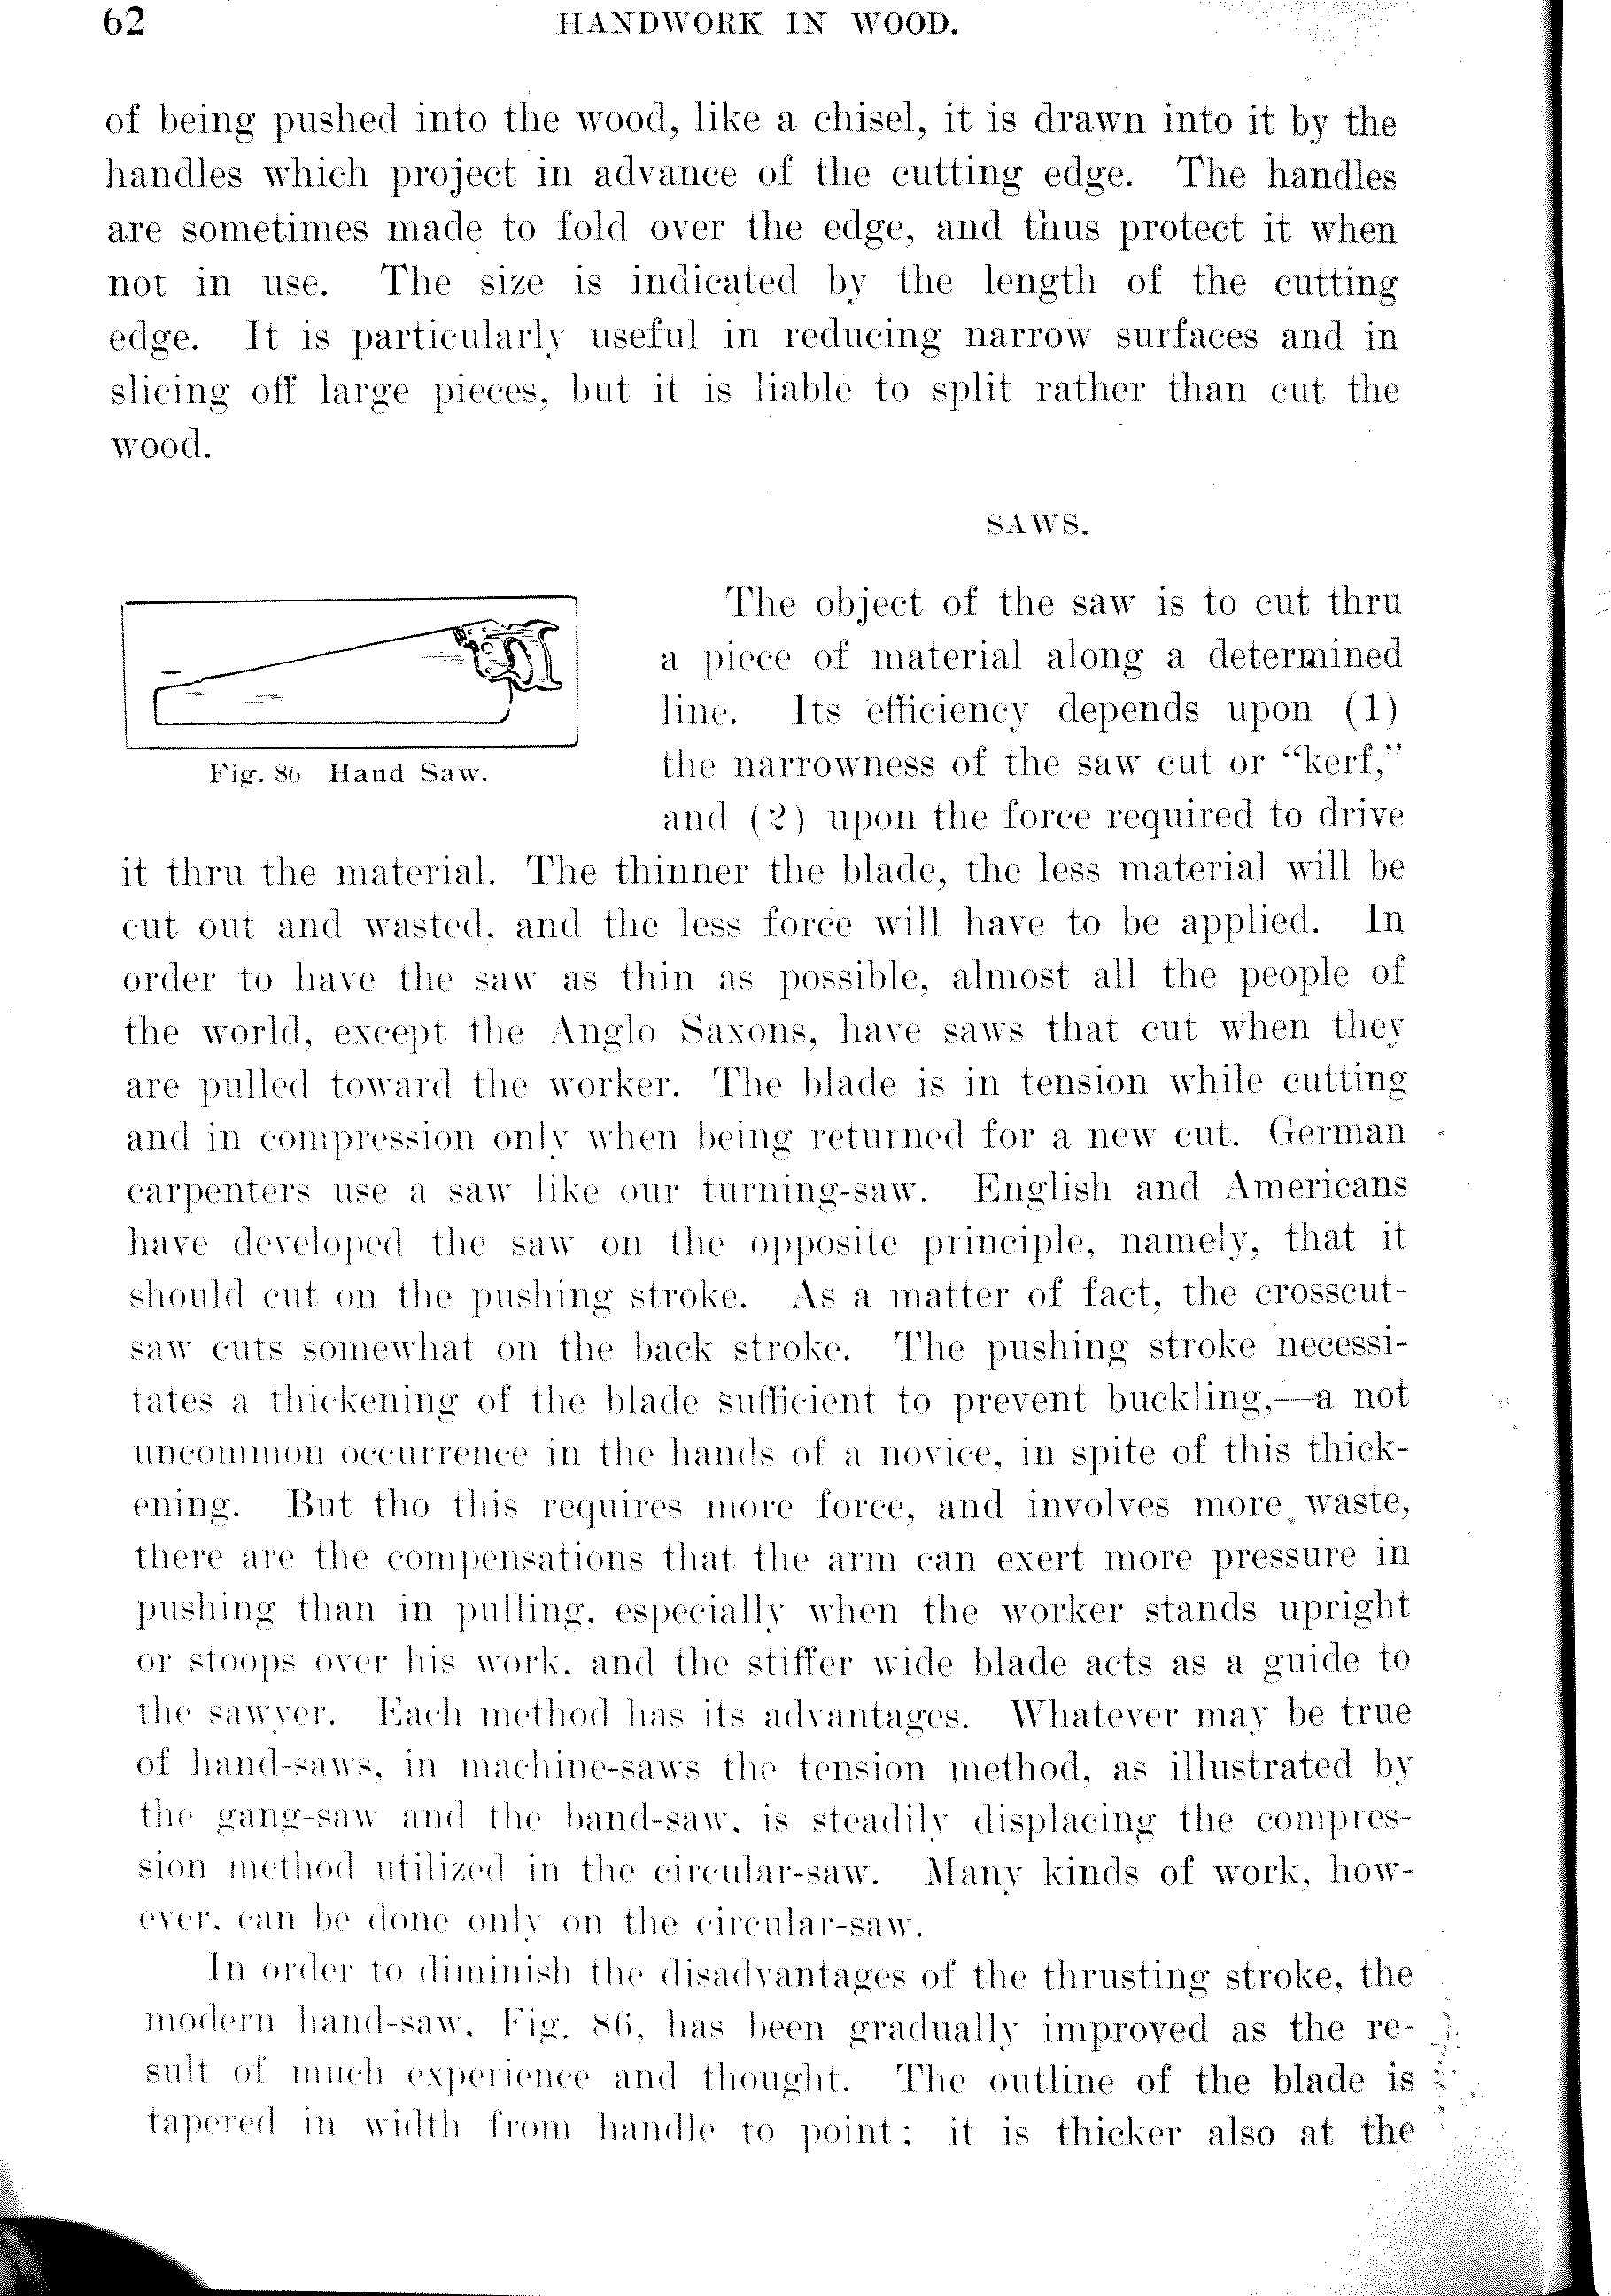 62
HANDWORK IN WOOD.
of being pushed into the wood, like a chisel, it is drawn into it by the
handles which project in advance of the cutting edge. The handles
are sometimes made to fold over the edge, and thus protect it when
not in use. The size is indicated by the length of the cutting
edge. It is particularly useful in reducing narrow surfaces and in
slicing off large pieces, but it is liable to split rather than cut the
wood.
SAWS.
Fig. 86 Hand Saw.
The object of the saw is to cut thru
a piece of material along a determined
line. Its efficiency depends upon (1)
the narrowness of the saw cut or "kerf,"
and (2) upon the force required to drive
it thru the material. The thinner the blade, the less material will be
cut out and wasted, and the less force will have to be applied. In
order to have the saw as thin as possible, almost all the people of
the world, except the Anglo Saxons, have saws that cut when they
are pulled toward the worker. The blade is in tension while cutting
and in compression only when being returned for a new cut. German
carpenters use a saw like our turning-saw. English and Americans
have developed the saw on the opposite principle, namely, that it
should cut on the pushing stroke. As a matter of fact, the crosscut-
saw cuts somewhat on the back stroke. The pushing stroke necessi-
tates a thickening of the blade sufficient to prevent buckling,—a not
uncommon occurrence in the hands of a novice, in spite of this thick-
ening. But tho this requires more force, and involves more waste,
there are the compensations that the arm can exert more pressure in
pushing than in pulling, especially when the worker stands upright
or stoops over his work, and the stiffer wide blade acts as a guide to
the sawyer. Each method has its advantages. Whatever may be true
of hand-saws, in machine-saws the tension method, as illustrated by
the gang-saw and the band-saw, is steadily displacing the compres-
sion method utilized in the circular-saw. Many kinds of work, how-
ever, can be done only on the circular-saw.
In order to diminish the disadvantages of the thrusting stroke, the
modern hand-saw, Fig. 86, has been gradually improved as the re-
sult of much experience and thought. The outline of the blade is
tapered in width from handle to point; it is thicker also at the